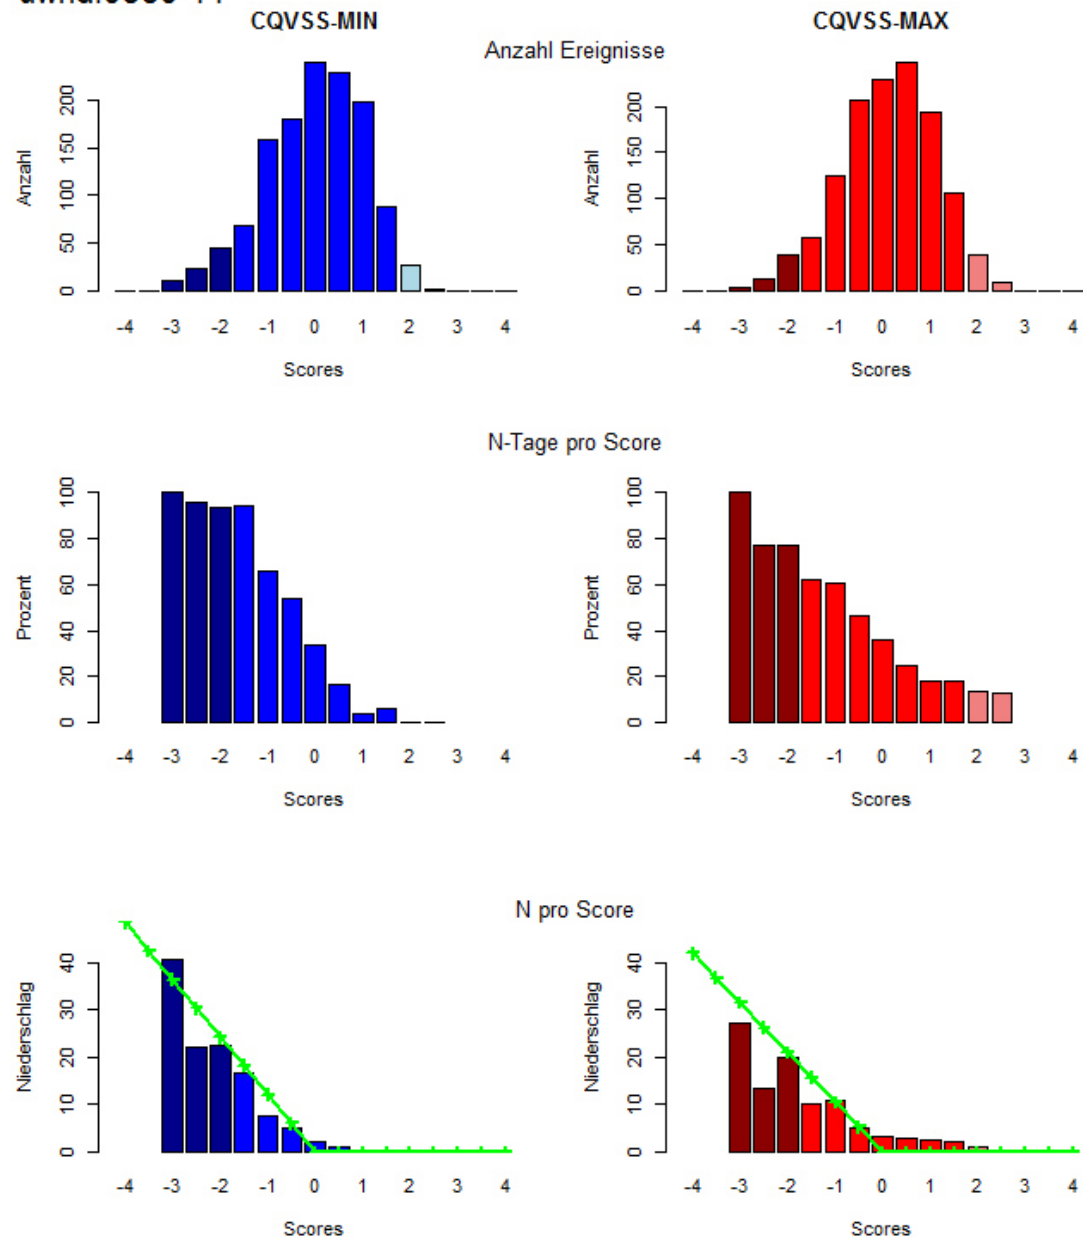 CQVSS-MIN CQVSS-MAX
Anzahl Ereignisse
Anzahl
0 50 100 150 200
-4 -3 -2 -1 0 1 2 3 4
Scores
Anzahl
0 50 100 150 200
-4 -3 -2 -1 0 1 2 3 4
Scores
N-Tage pro Score
Prozent
0 20 40 60 80 100
-4 -3 -2 -1 0 1 2 3 4
Scores
Prozent
0 20 40 60 80 100
-4 -3 -2 -1 0 1 2 3 4
Scores
N pro Score
Niederschlag
0 10 20 30 40
-4 -3 -2 -1 0 1 2 3 4
Scores
Niederschlag
0 10 20 30 40
-4 -3 -2 -1 0 1 2 3 4
Scores